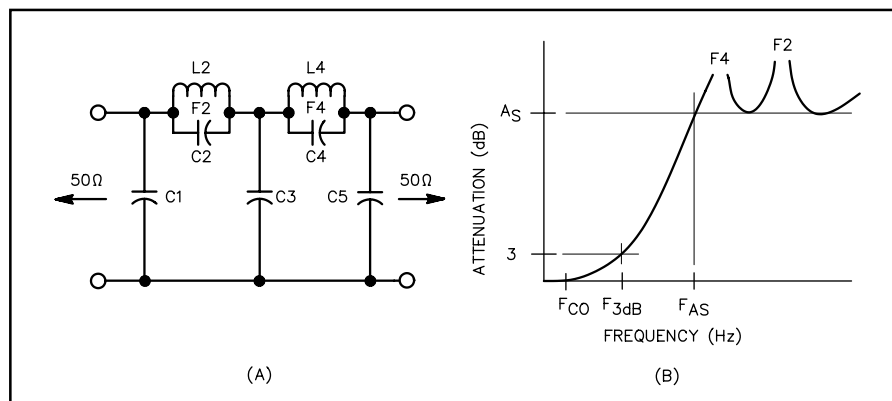 L2
F2
C2
L4
F4
C4
50Ω
C1
C3
C5
50Ω
(A)
ATTENUATION (dB)
AS
3
F4
F2
FCO
F3dB
FAS
FREQUENCY (Hz)
(B)